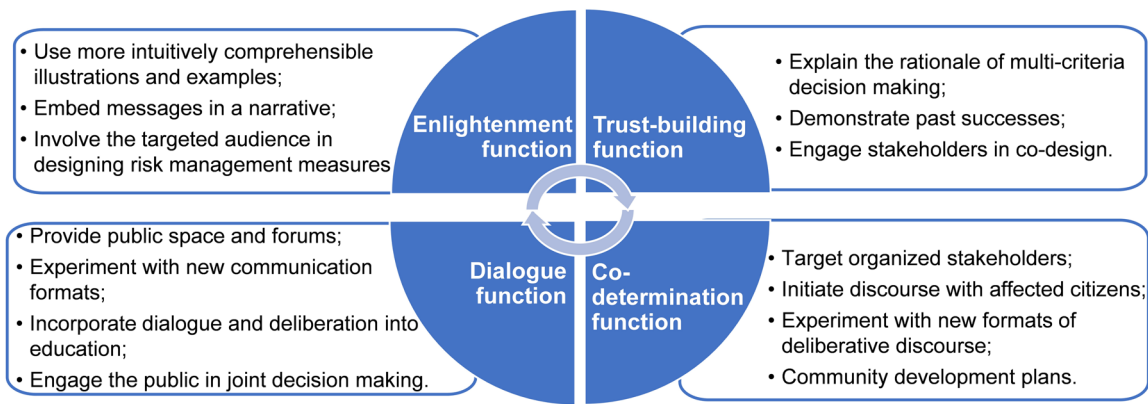 • Use more intuitively comprehensible
illustrations and examples;
• Embed messages in a narrative;
• Involve the targeted audience in
designing risk management measures
Enlightenment
function
Trust-building
function
• Explain the rationale of multi-criteria
decision making;
• Demonstrate past successes;
• Engage stakeholders in co-design.
• Provide public space and forums;
• Experiment with new communication
formats;
• Incorporate dialogue and deliberation into
education;
• Engage the public in joint decision making.
Dialogue
function
Co-
determination
function
• Target organized stakeholders;
• Initiate discourse with affected citizens;
• Experiment with new formats of
deliberative discourse;
• Community development plans.